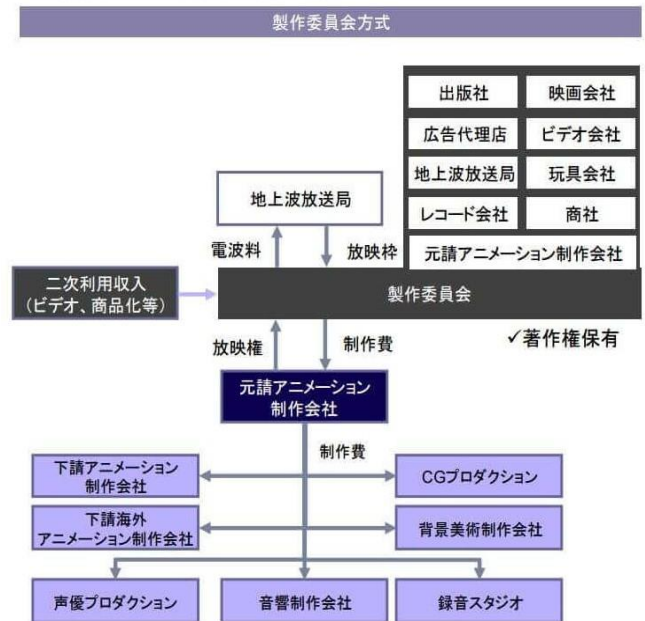 製作委員会方式
出版社
映画会社
広告代理店
ビデオ会社
地上波放送局
玩具会社
レコード会社
商社
元請アニメーション制作会社
地上波放送局
電波料
放映枠
二次利用収入
（ビデオ、商品化等）
製作委員会
✓著作権保有
放映権
制作費
元請アニメーション
制作会社
制作費
下請アニメーション
制作会社
CGプロダクション
下請海外
アニメーション制作会社
背景美術制作会社
声優プロダクション
音響制作会社
録音スタジオ